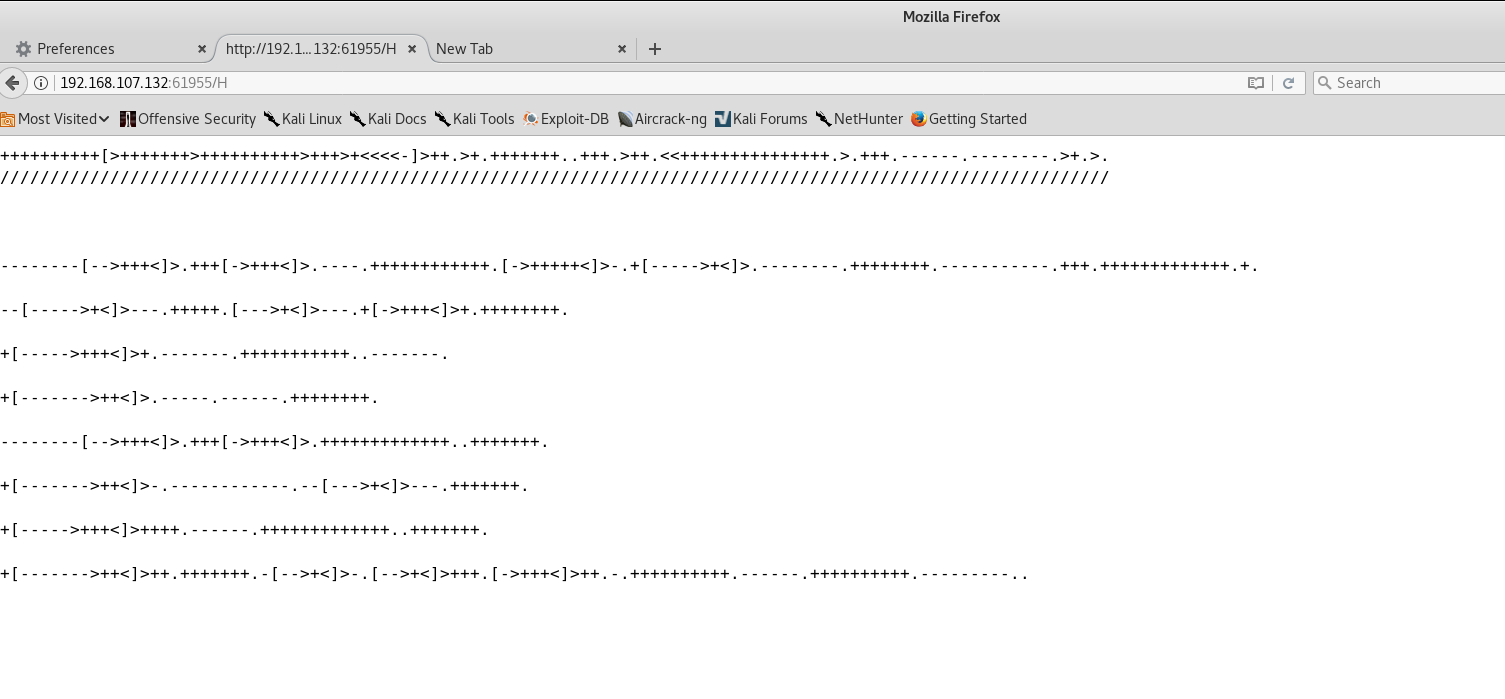 Mozilla Firefox
Preferences
http://192.1...132:61955/H
New Tab
192.168.107.132:61955/H
Search
Most Visited
Offensive Security
Kali Linux
Kali Docs
Kali Tools
Exploit-DB
Aircrack-ng
Kali Forums
NetHunter
Getting Started
++++++++++[>+++++++>++++++++++>+++>+<<<<-]>++.>+.+++++++..+++.>++.<<+++++++++++++++.>.+++.------.--------.>+.>.
///////////////////////////////////////////////////////////////////////////////////////////////////////////////
--------[-->+++<]>.+++[->+++<]>.----.++++++++++++.[->+++++<]>-.+[----->+<]>.--------.++++++++.-----------.+++.+++++++++++++.+.
--[----->+<]>---.+++++.[--->+<]>---.+[->+++<]>+.++++++++.
+[----->+++<]>+.-------.+++++++++++..-------.
+[------->++<]>.-----.------.++++++++.
--------[-->+++<]>.+++[->+++<]>.+++++++++++++..+++++++.
+[------->++<]>-.------------.--[--->+<]>---.+++++++.
+[----->+++<]>++++.------.+++++++++++++..+++++++.
+[------->++<]>++.+++++++.-[-->+<]>-.[-->+<]>+++.[->+++<]>++.-.++++++++++.------.++++++++++.---------..